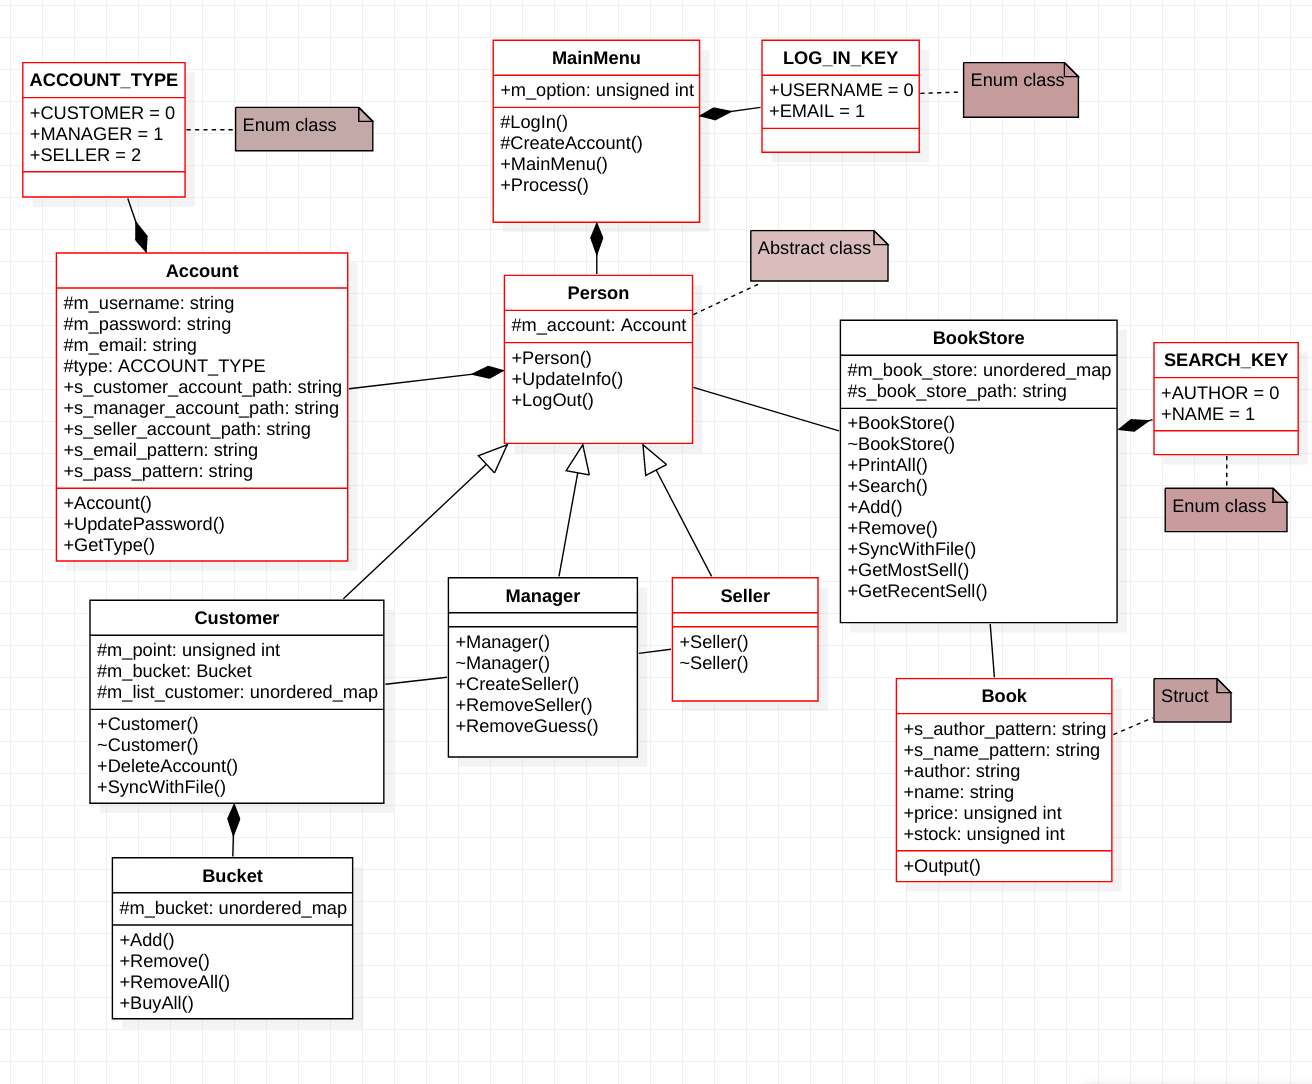 ACCOUNT_TYPE
+CUSTOMER = 0
+MANAGER = 1
+SELLER = 2
Enum class
MainMenu
+m_option: unsigned int
#LogIn()
#CreateAccount()
+MainMenu()
+Process()
LOG_IN_KEY
+USERNAME = 0
+EMAIL = 1
Enum class
Account
#m_username: string
#m_password: string
#m_email: string
#type: ACCOUNT_TYPE
+s_customer_account_path: string
+s_manager_account_path: string
+s_seller_account_path: string
+s_email_pattern: string
+s_pass_pattern: string
+Account()
+UpdatePassword()
+GetType()
Person
#m_account: Account
+Person()
+UpdateInfo()
+LogOut()
Abstract class
BookStore
#m_book_store: unordered_map
#s_book_store_path: string
+BookStore()
~BookStore()
+PrintAll()
+Search()
+Add()
+Remove()
+SyncWithFile()
+GetMostSell()
+GetRecentSell()
SEARCH_KEY
+AUTHOR = 0
+NAME = 1
Enum class
Customer
#m_point: unsigned int
#m_bucket: Bucket
#m_list_customer: unordered_map
+Customer()
~Customer()
+DeleteAccount()
+SyncWithFile()
Manager
+Manager()
~Manager()
+CreateSeller()
+RemoveSeller()
+RemoveGuess()
Seller
+Seller()
~Seller()
Book
+s_author_pattern: string
+s_name_pattern: string
+author: string
+name: string
+price: unsigned int
+stock: unsigned int
+Output()
Struct
Bucket
#m_bucket: unordered_map
+Add()
+Remove()
+RemoveAll()
+BuyAll()